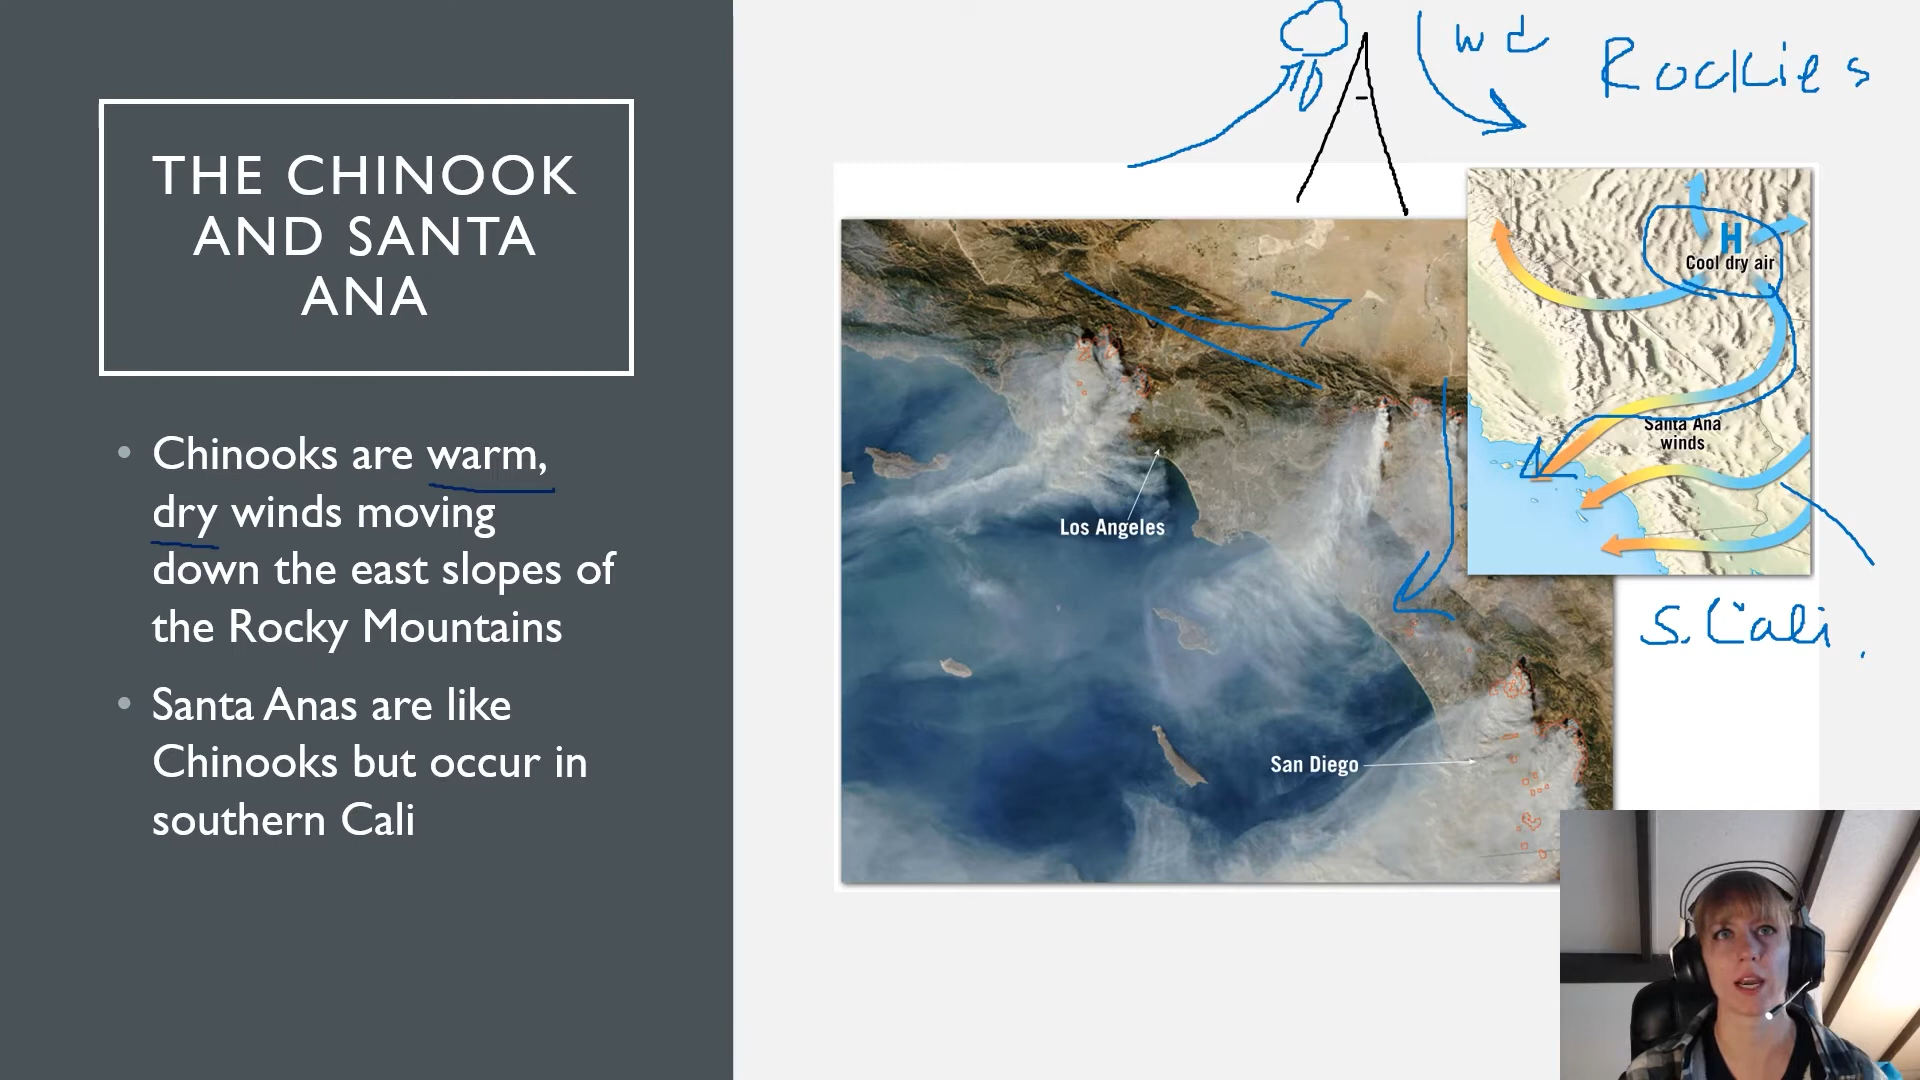 THE CHINOOK
AND SANTA
ANA
• Chinooks are warm,
dry winds moving
down the east slopes of
the Rocky Mountains
• Santa Anas are like
Chinooks but occur in
southern Cali
w d
Rockies
H
Cool dry air
Santa Ana
winds
Los Angeles
San Diego
S. Cali.